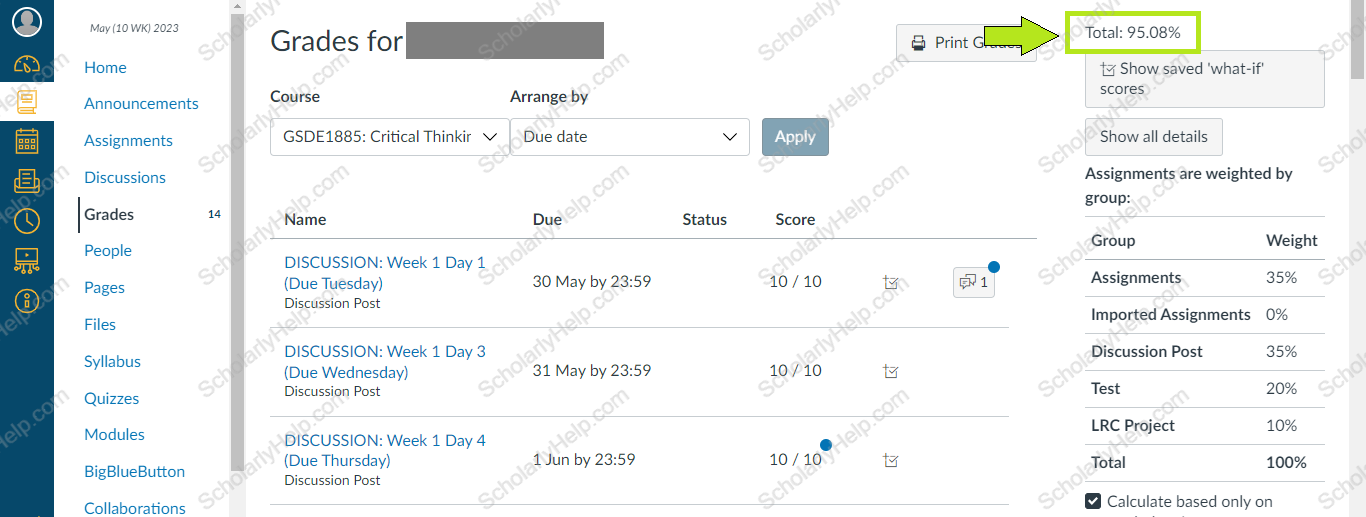 May (10 WK) 2023
Home
Announcements
Assignments
Discussions
Grades 14
People
Pages
Files
Syllabus
Quizzes
Modules
BigBlueButton
Collaborations
Grades for
Print Grades
Course Arrange by
GSDE1885: Critical Thinkir Due date Apply
Name Due Status Score
DISCUSSION: Week 1 Day 1
(Due Tuesday)
Discussion Post
30 May by 23:59 10 / 10 1
DISCUSSION: Week 1 Day 3
(Due Wednesday)
Discussion Post
31 May by 23:59 10 / 10
DISCUSSION: Week 1 Day 4
(Due Thursday)
Discussion Post
1 Jun by 23:59 10 / 10
Total: 95.08%
Show saved 'what-if'
scores
Show all details
Assignments are weighted by
group:
Group Weight
Assignments 35%
Imported Assignments 0%
Discussion Post 35%
Test 20%
LRC Project 10%
Total 100%
Calculate based only on
ScholarlyHelp.com